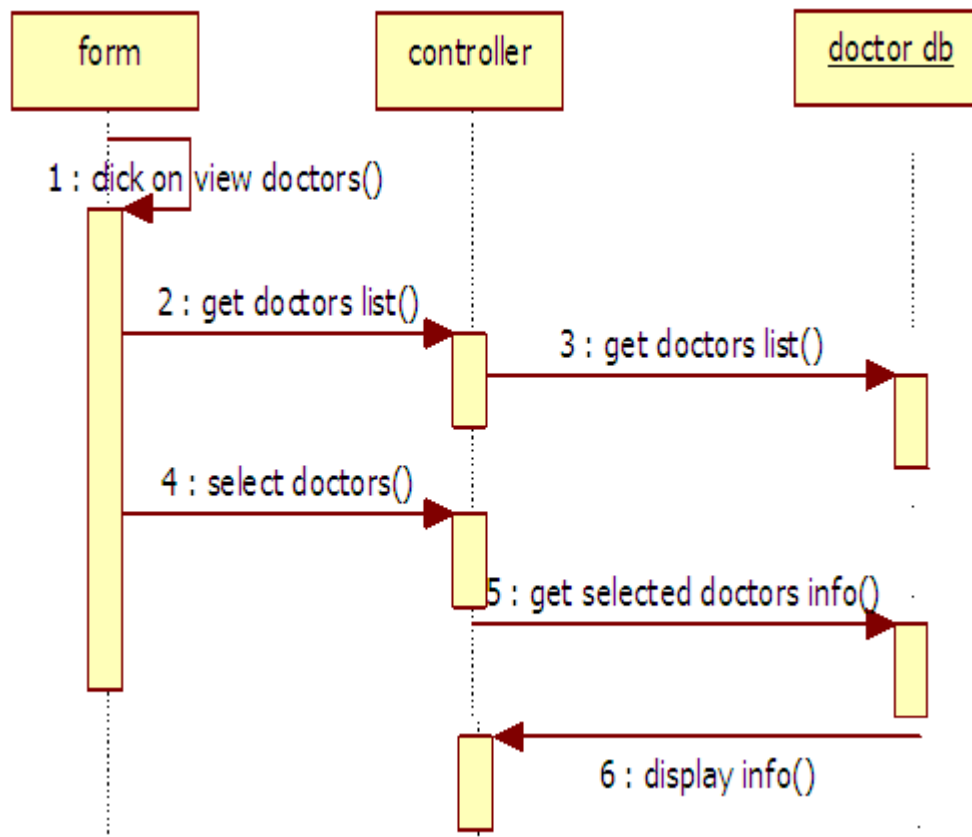 form
controller
doctor db
1 : click on view doctors()
2 : get doctors list()
3 : get doctors list()
4 : select doctors()
5 : get selected doctors info()
6 : display info()